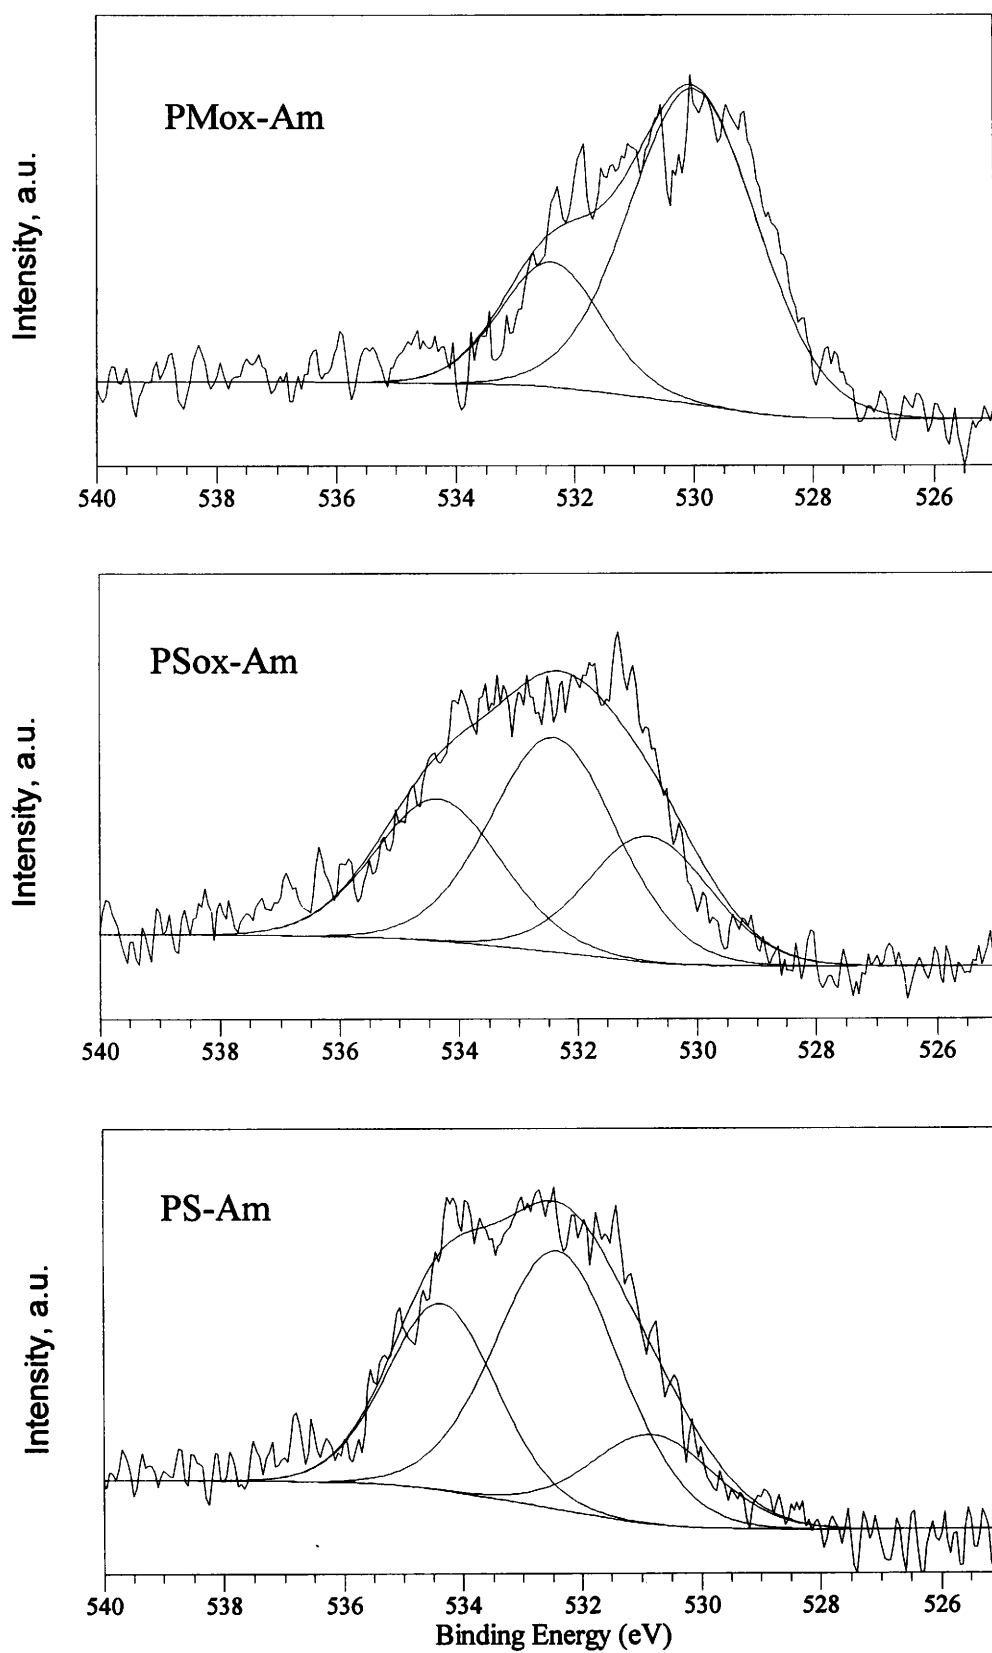 PMox-Am
Intensity, a.u.
540 538 536 534 532 530 528 526
PSox-Am
Intensity, a.u.
540 538 536 534 532 530 528 526
PS-Am
Intensity, a.u.
540 538 536 534 532 530 528 526
Binding Energy (eV)